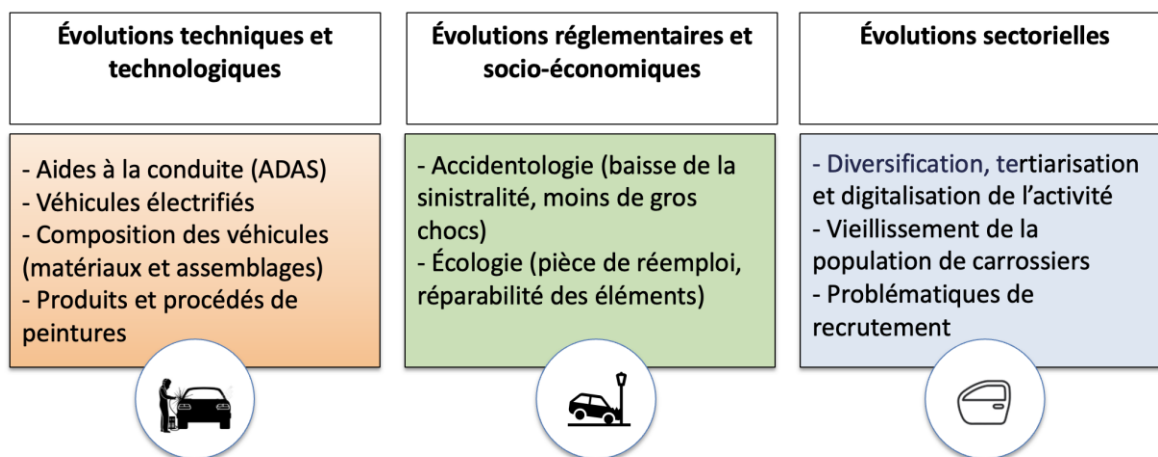 Évolutions techniques et
technologiques
- Aides à la conduite (ADAS)
- Véhicules électrifiés
- Composition des véhicules
(matériaux et assemblages)
- Produits et procédés de
peintures
Évolutions réglementaires et
socio-économiques
- Accidentologie (baisse de la
sinistralité, moins de gros
chocs)
- Écologie (pièce de réemploi,
réparabilité des éléments)
Évolutions sectorielles
- Diversification, tertiarisation
et digitalisation de l’activité
- Vieillissement de la
population de carrossiers
- Problématiques de
recrutement